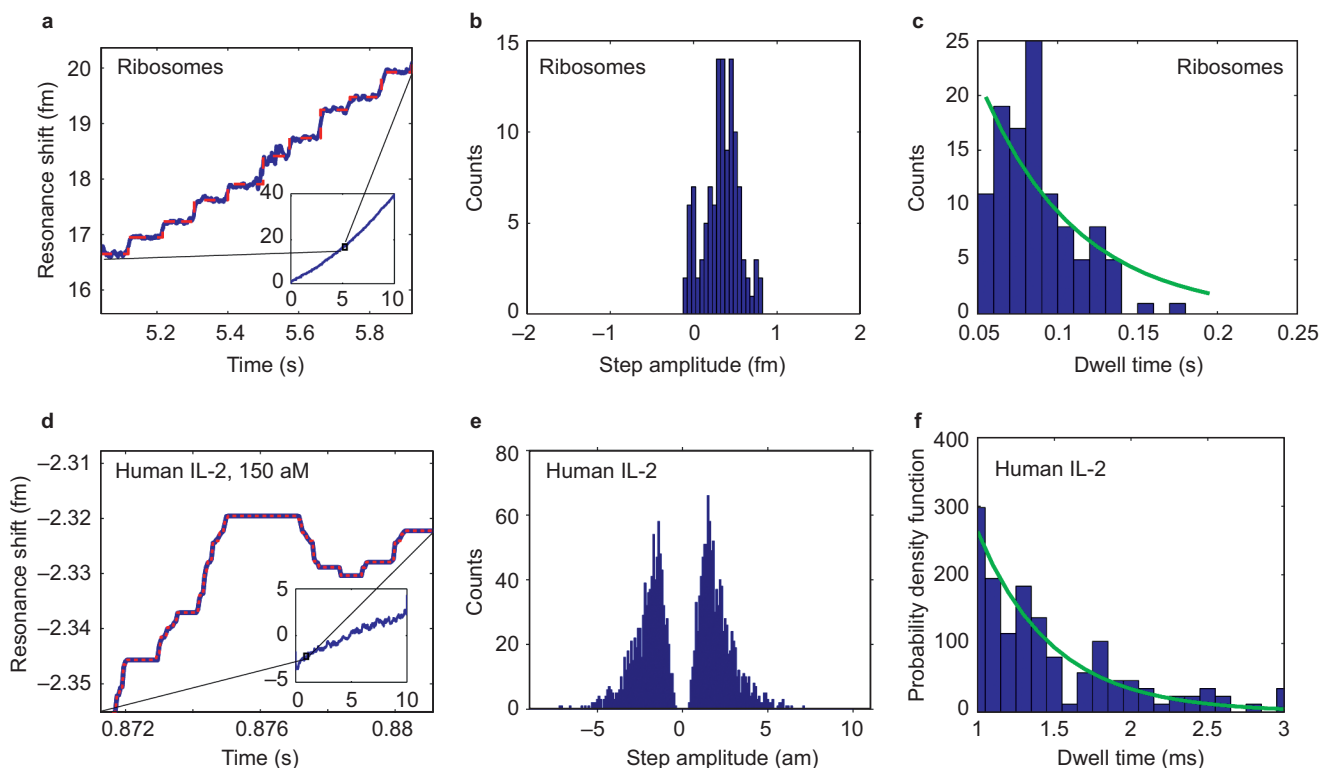 a
Ribosomes
Resonance shift (fm)
20
19
18
17
16
40
20
0
0
5
10
5.2
5.4
5.6
5.8
Time (s)
b
Ribosomes
Counts
15
10
5
0
−2
−1
0
1
2
Step amplitude (fm)
c
Ribosomes
Counts
25
20
15
10
5
0
0.05
0.1
0.15
0.2
0.25
Dwell time (s)
d
Human IL-2, 150 aM
Resonance shift (fm)
−2.31
−2.32
−2.33
−2.34
−2.35
5
0
−5
0
5
10
0.872
0.876
0.88
Time (s)
e
Human IL-2
Counts
80
60
40
20
0
−5
0
5
10
Step amplitude (am)
f
Human IL-2
Probability density function
400
300
200
100
0
1
1.5
2
2.5
3
Dwell time (ms)